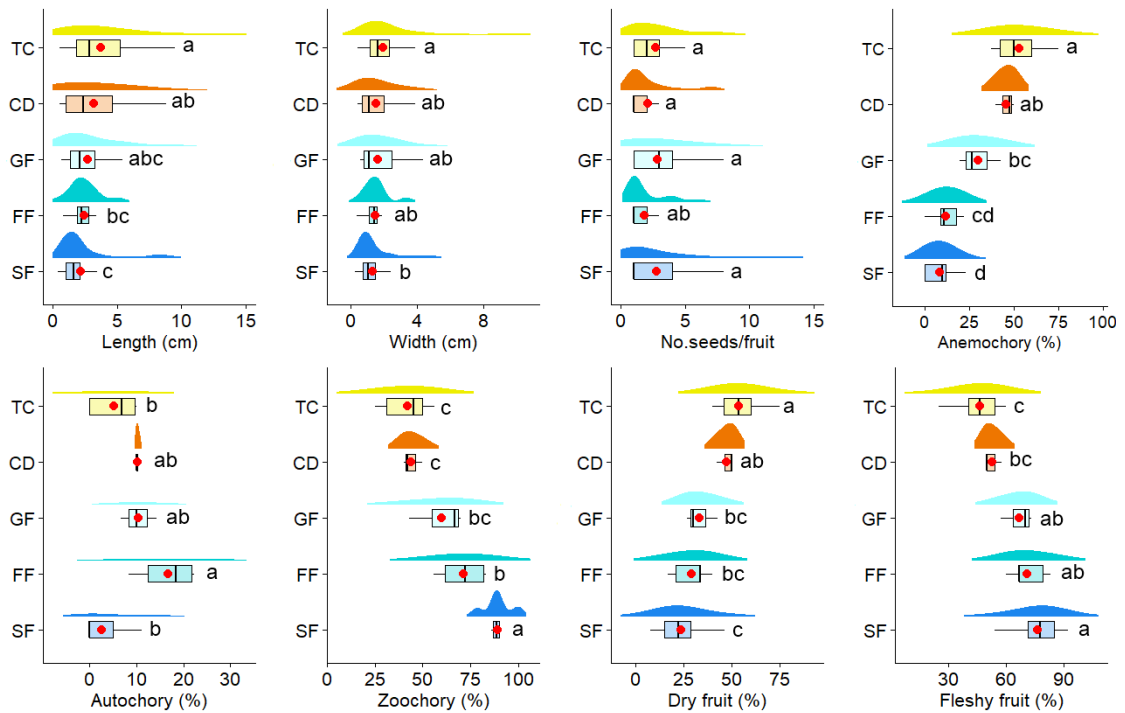 TC a
CD ab
GF abc
FF bc
SF c
0 5 10 15
Length (cm)
TC a
CD ab
GF ab
FF ab
SF b
0 5 10
Width (cm)
TC a
CD a
GF a
FF ab
SF a
0 5 10 15
No.seeds/fruit
TC a
CD ab
GF bc
FF cd
SF d
0 25 50 75 100
Anemochory (%)
TC b
CD ab
GF ab
FF a
SF b
0 10 20 30
Autochory (%)
TC c
CD c
GF bc
FF b
SF a
0 25 50 75 100
Zoochory (%)
TC a
CD ab
GF bc
FF bc
SF c
0 25 50 75
Dry fruit (%)
TC c
CD bc
GF ab
FF ab
SF a
30 60 90
Fleshy fruit (%)